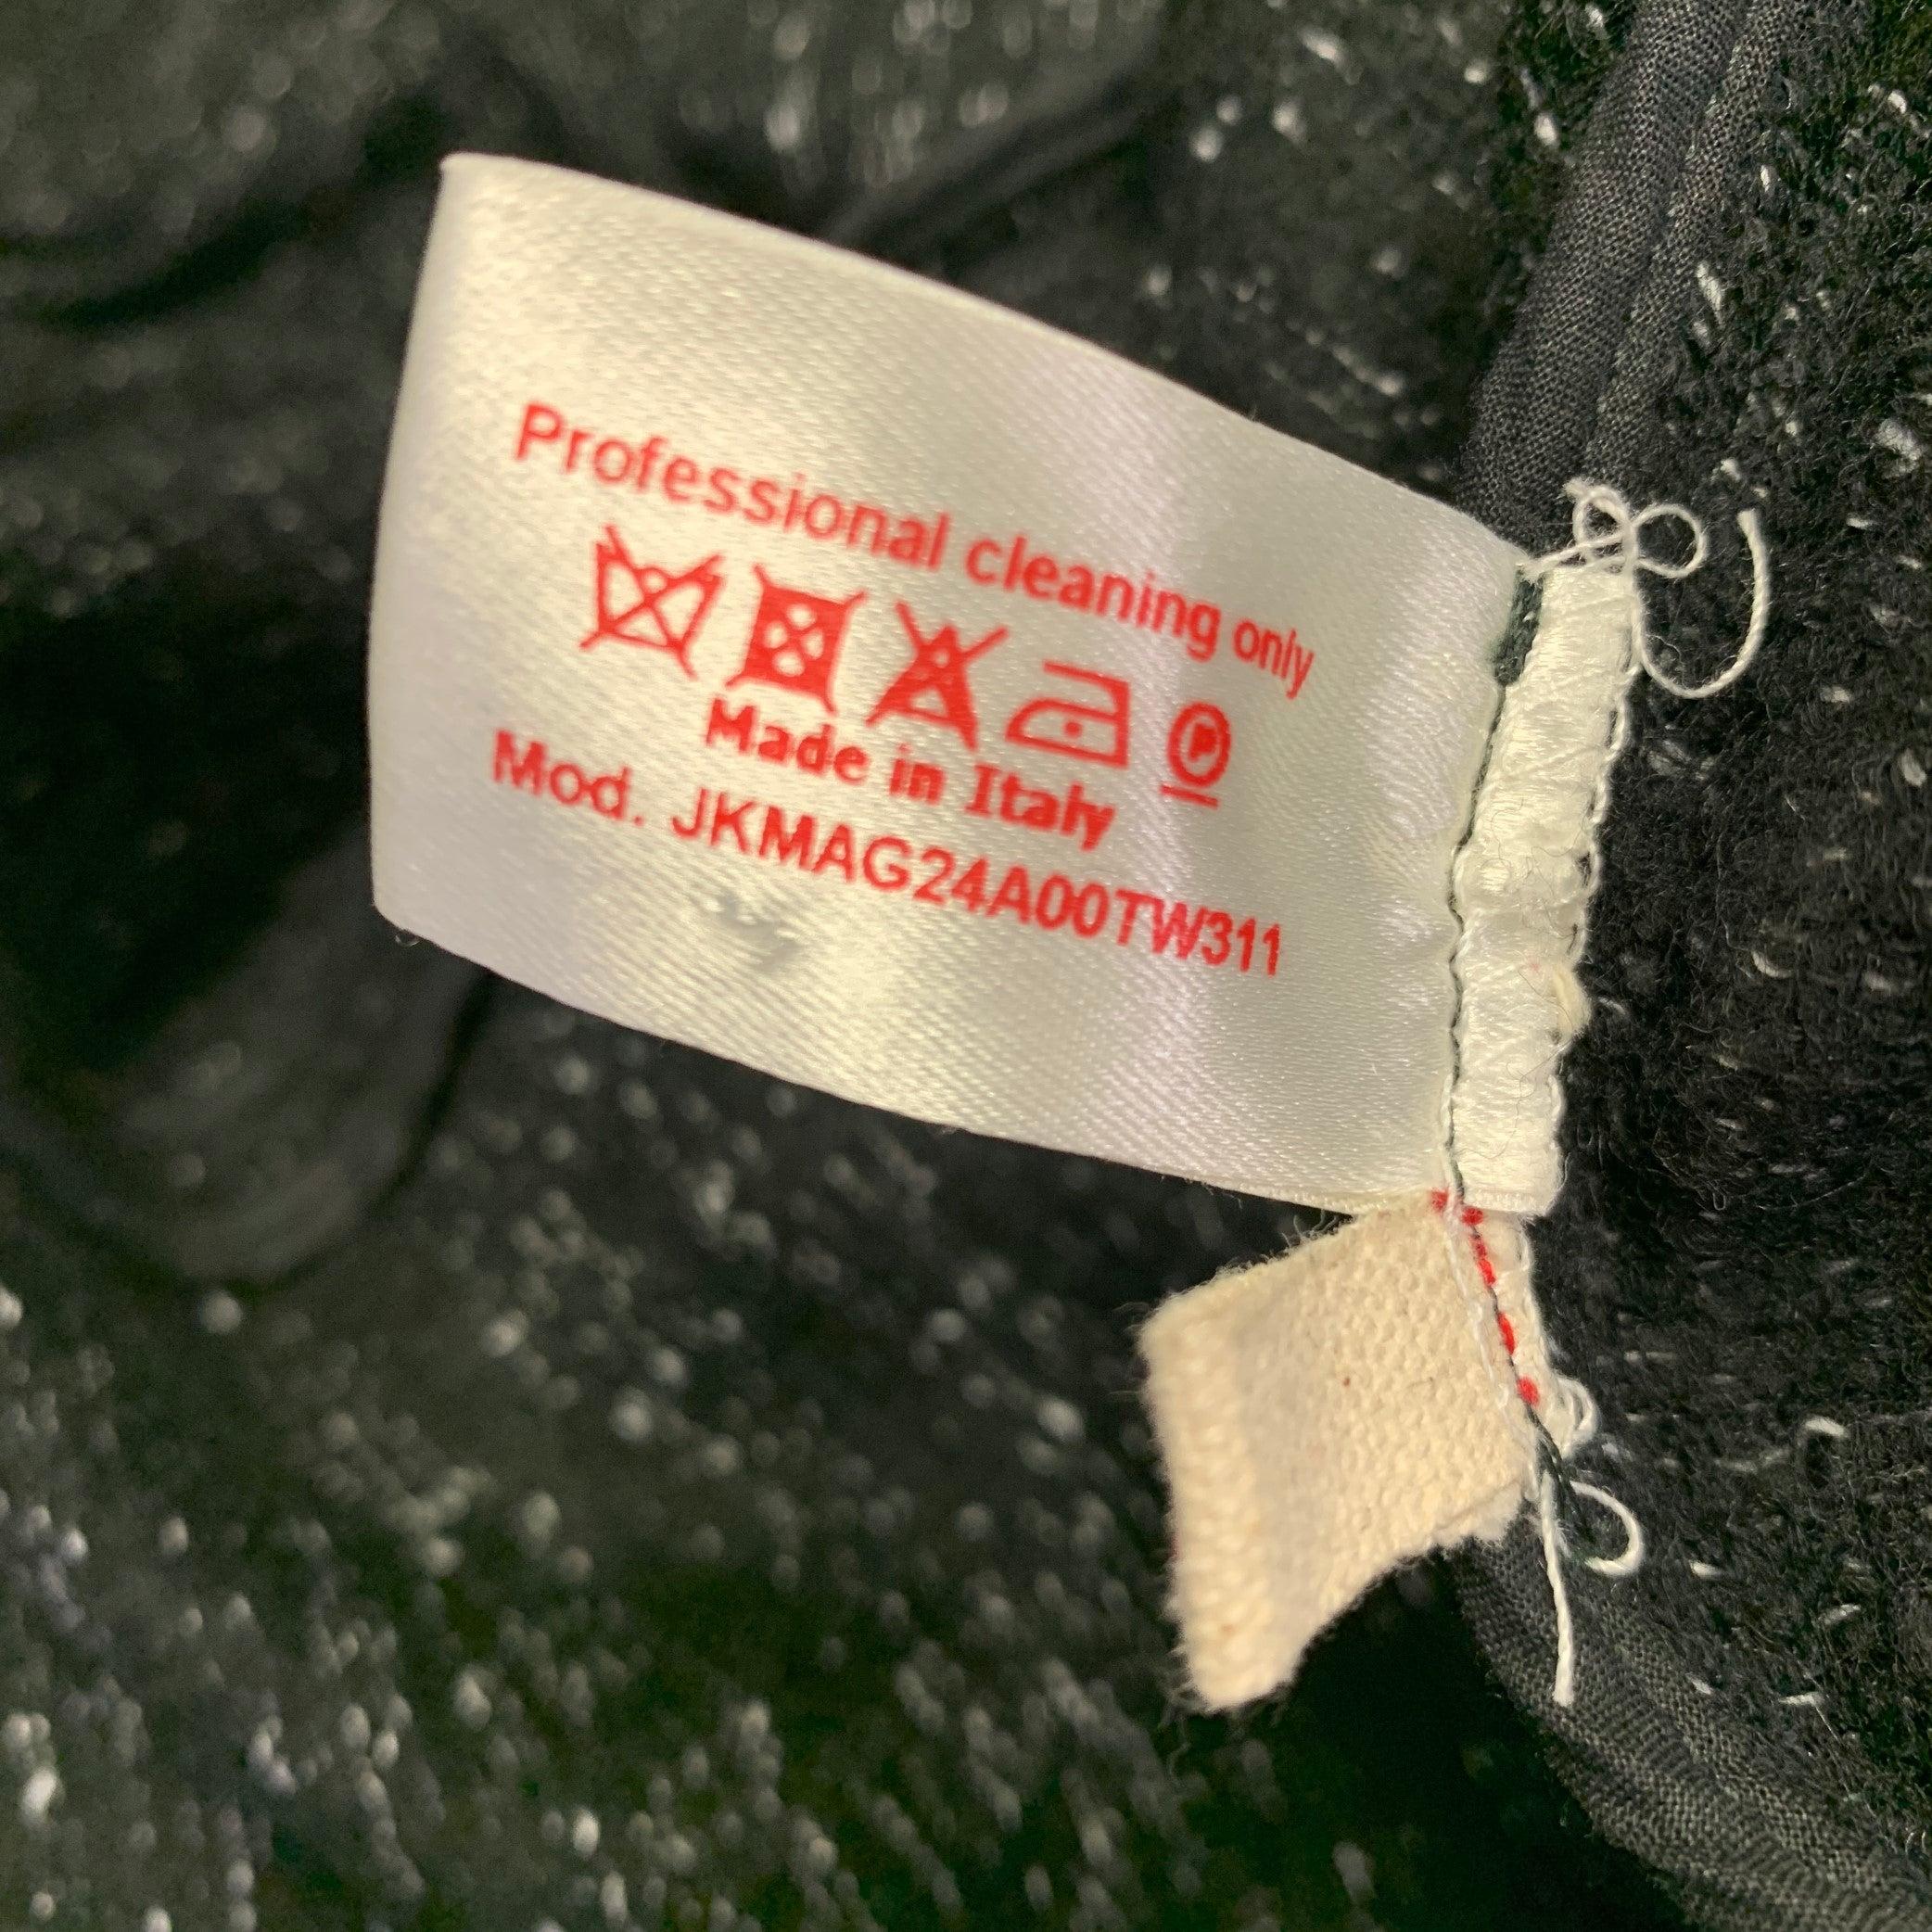 Professional cleaning only
P
Made in Italy
Mod. JKMAG24A00TW311